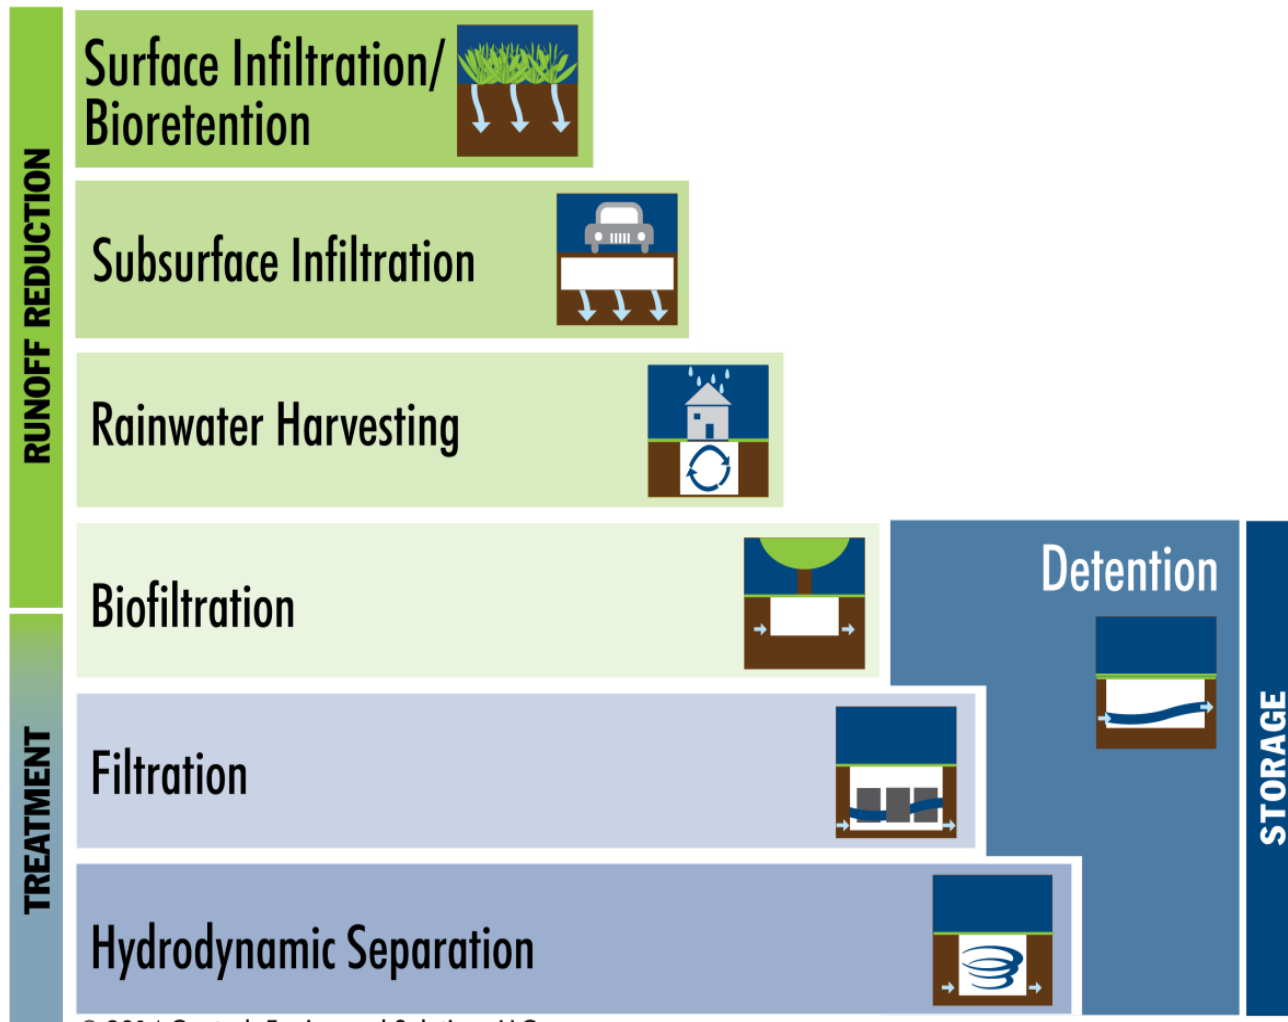 RUNOFF REDUCTION
Surface Infiltration/
Bioretention
Subsurface Infiltration
Rainwater Harvesting
Biofiltration
Detention
TREATMENT
Filtration
STORAGE
Hydrodynamic Separation